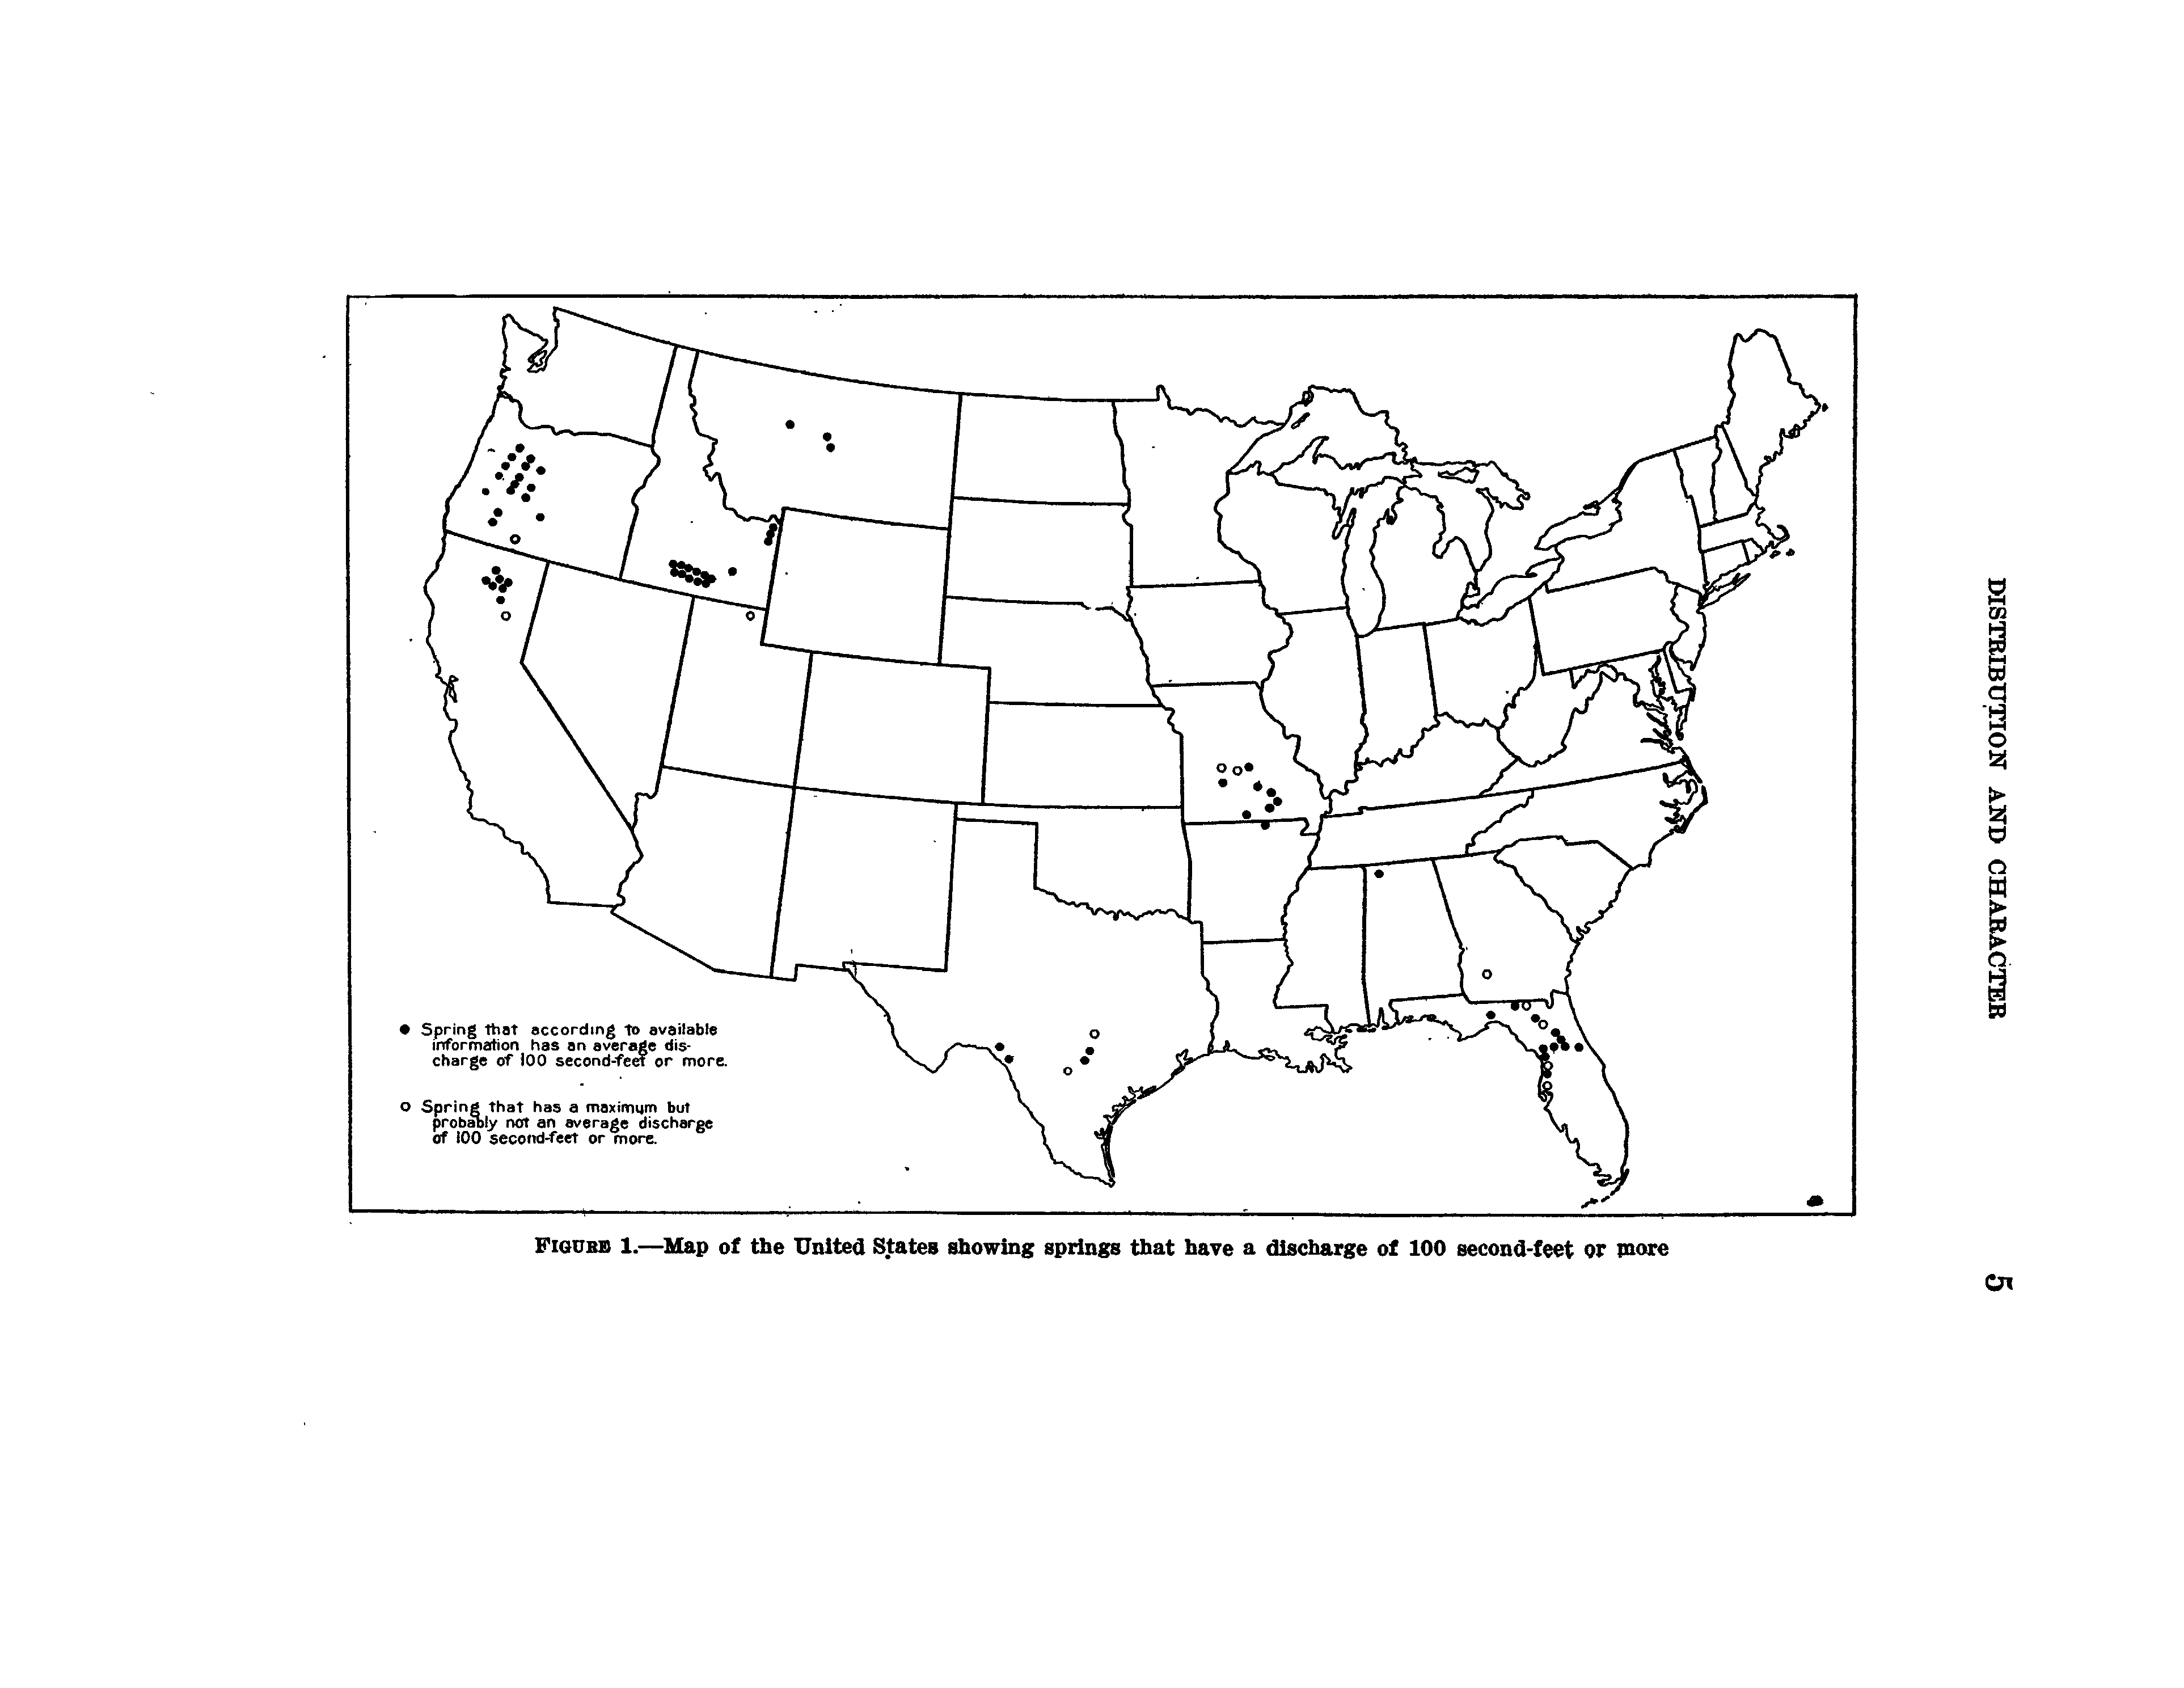 DISTRIBUTION AND CHARACTER
5
Spring that according to available
information has an average dis-
charge of 100 second-feet or more.
Spring that has a maximum but
probably not an average discharge
of 100 second-feet or more.
FIGURE 1.—Map of the United States showing springs that have a discharge of 100 second-feet or more